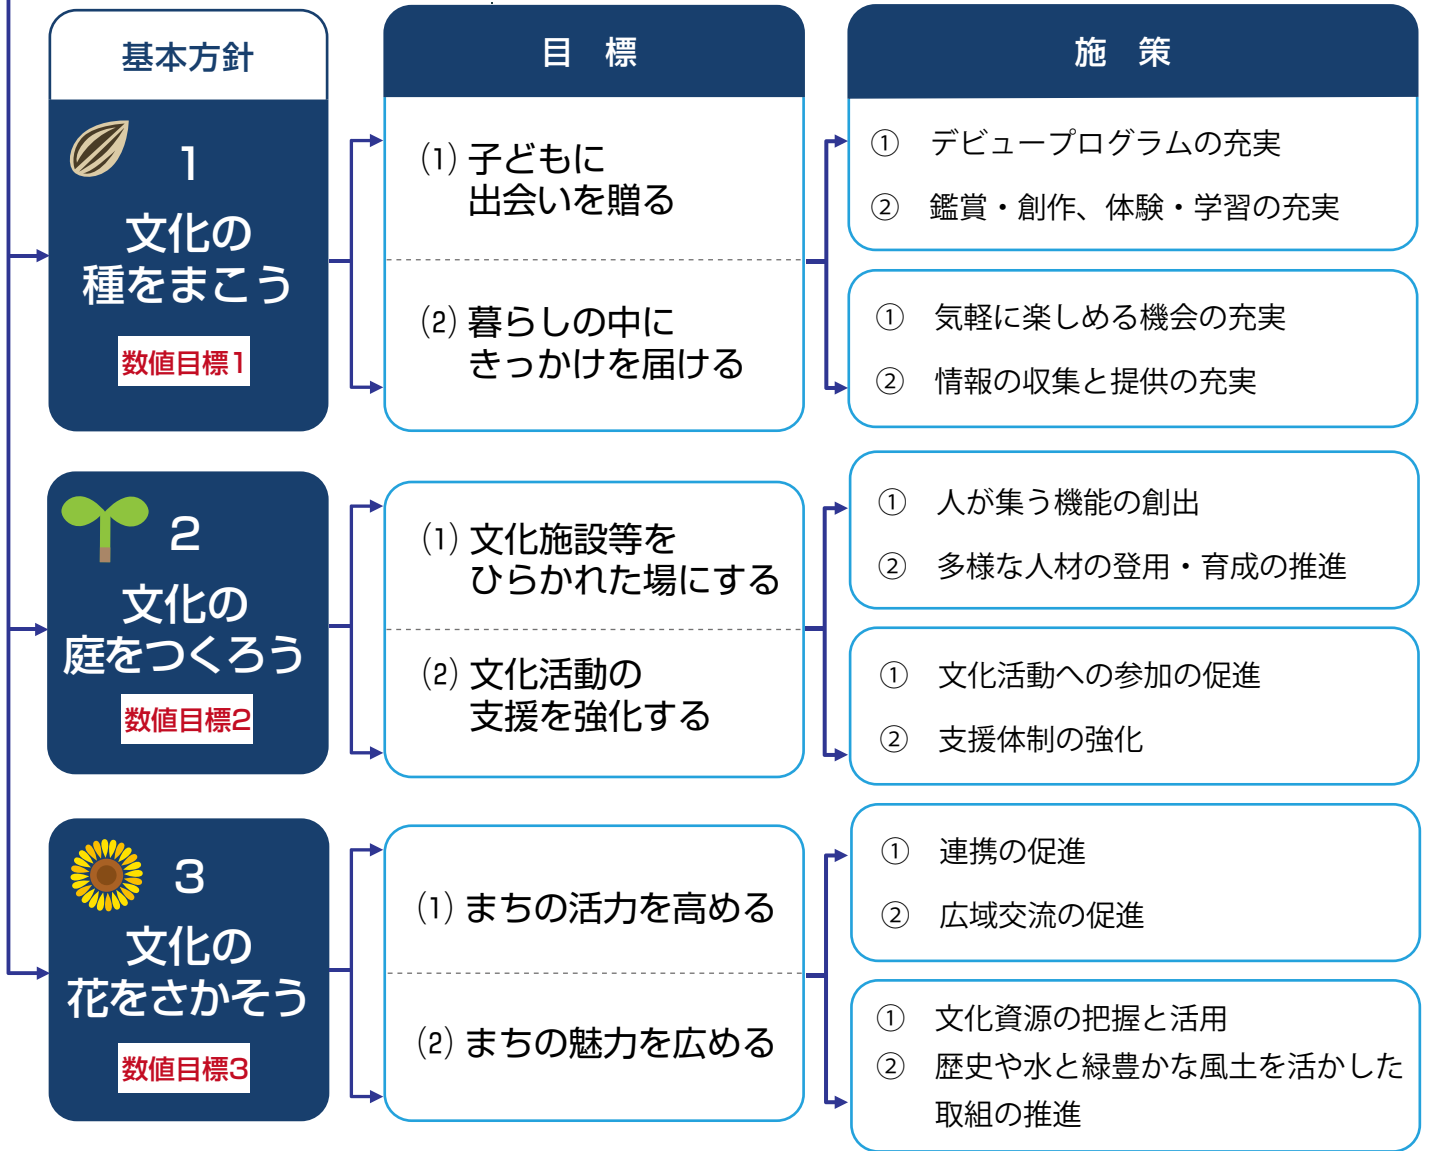 基本方針
目　標
施　策
1
文化の
種をまこう
数値目標1
(1) 子どもに
出会いを贈る
(2) 暮らしの中に
きっかけを届ける
①　デビュープログラムの充実
②　鑑賞・創作、体験・学習の充実
①　気軽に楽しめる機会の充実
②　情報の収集と提供の充実
2
文化の
庭をつくろう
数値目標2
(1) 文化施設等を
ひらかれた場にする
(2) 文化活動の
支援を強化する
①　人が集う機能の創出
②　多様な人材の登用・育成の推進
①　文化活動への参加の促進
②　支援体制の強化
3
文化の
花をさかそう
数値目標3
(1) まちの活力を高める
(2) まちの魅力を広める
①　連携の促進
②　広域交流の促進
①　文化資源の把握と活用
②　歴史や水と緑豊かな風土を活かした
取組の推進